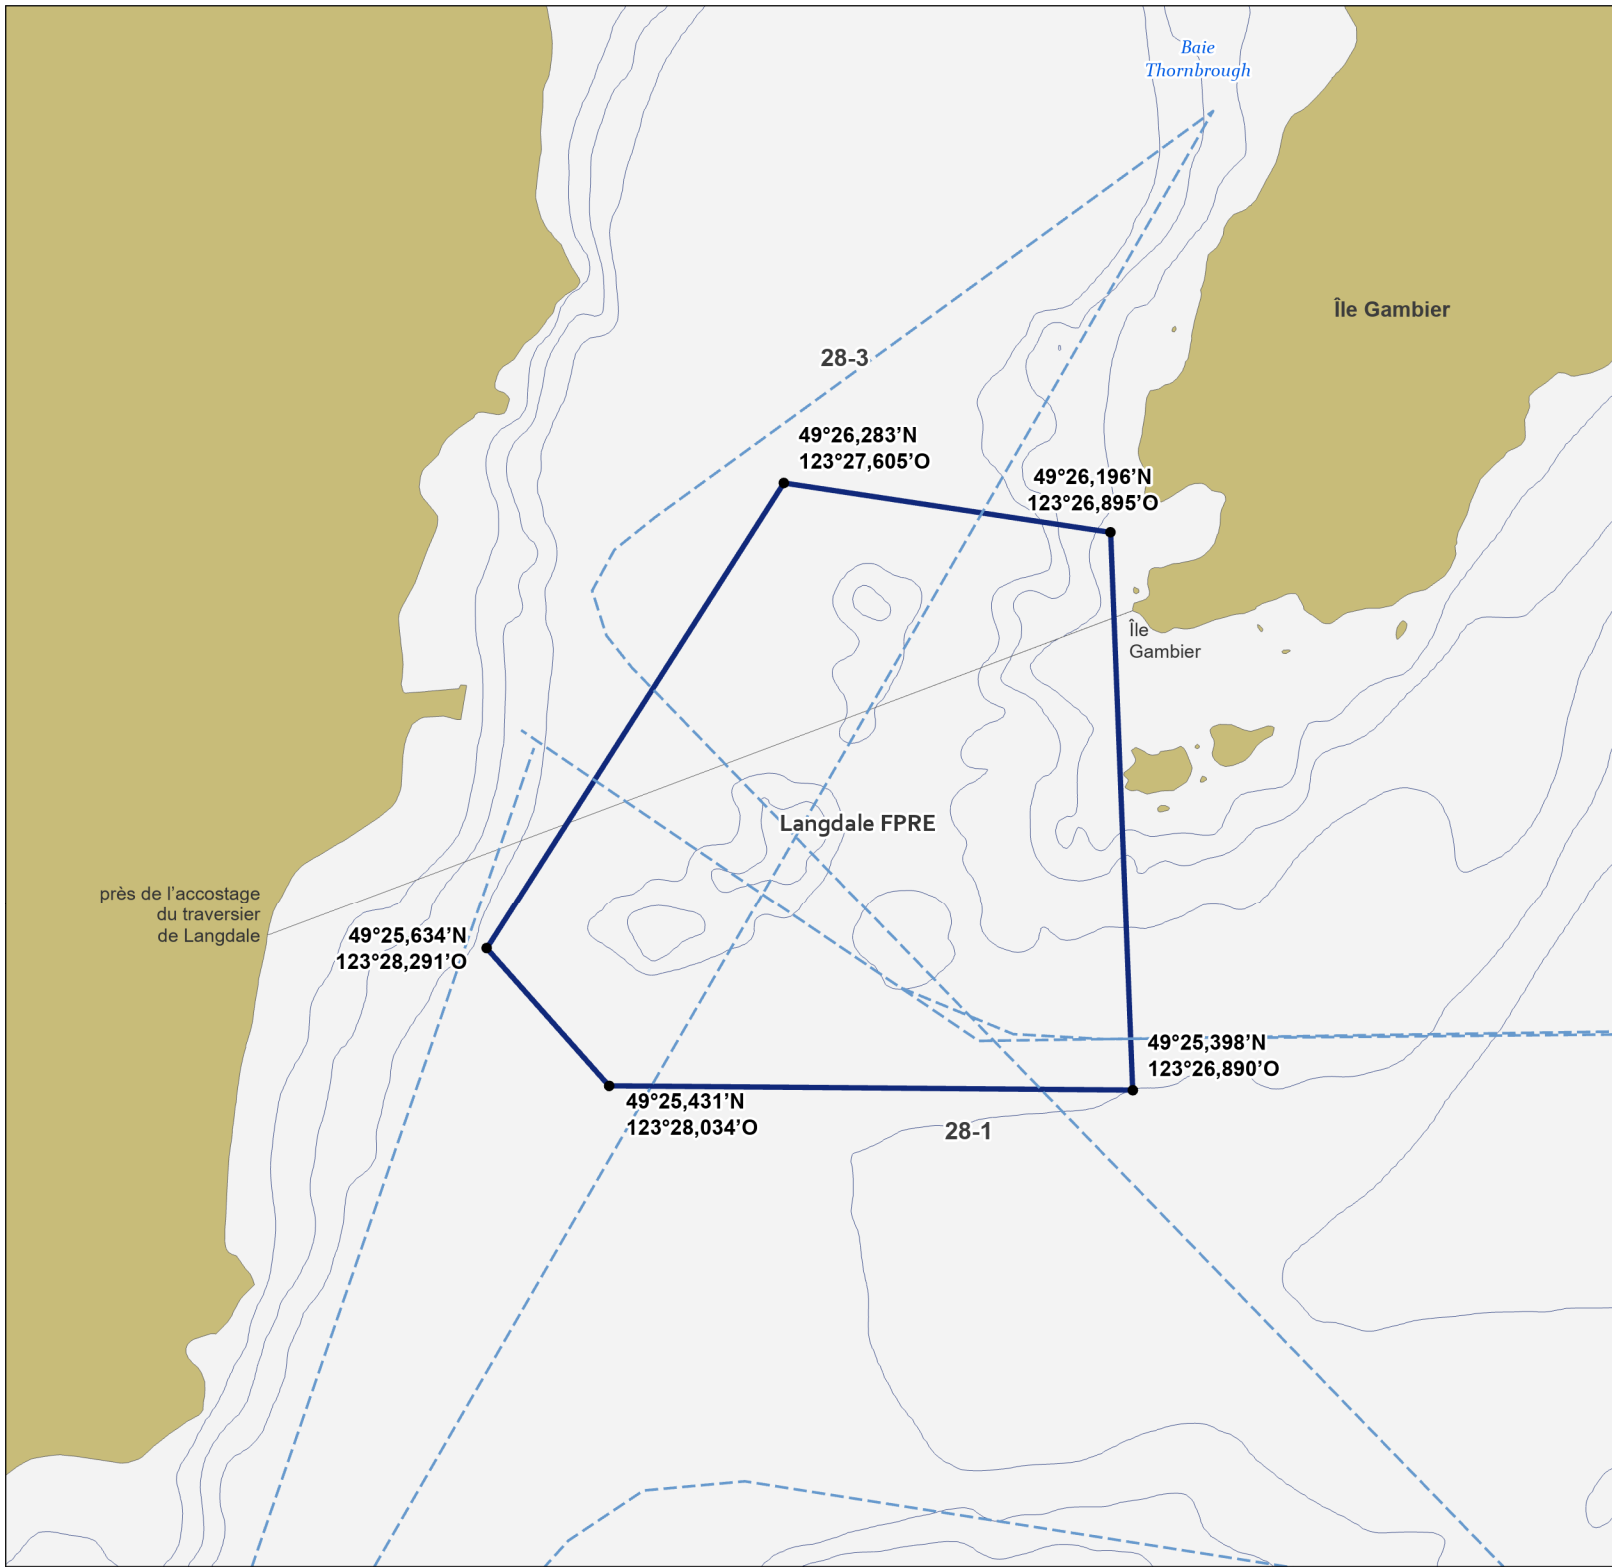 Baie
Thornbrough
Île Gambier
28-3
49°26,283’N
123°27,605’O
49°26,196’N
123°26,895’O
Île
Gambier
Langdale FPRE
près de l’accostage
du traversier
de Langdale
49°25,634’N
123°28,291’O
49°25,398’N
123°26,890’O
49°25,431’N
123°28,034’O
28-1